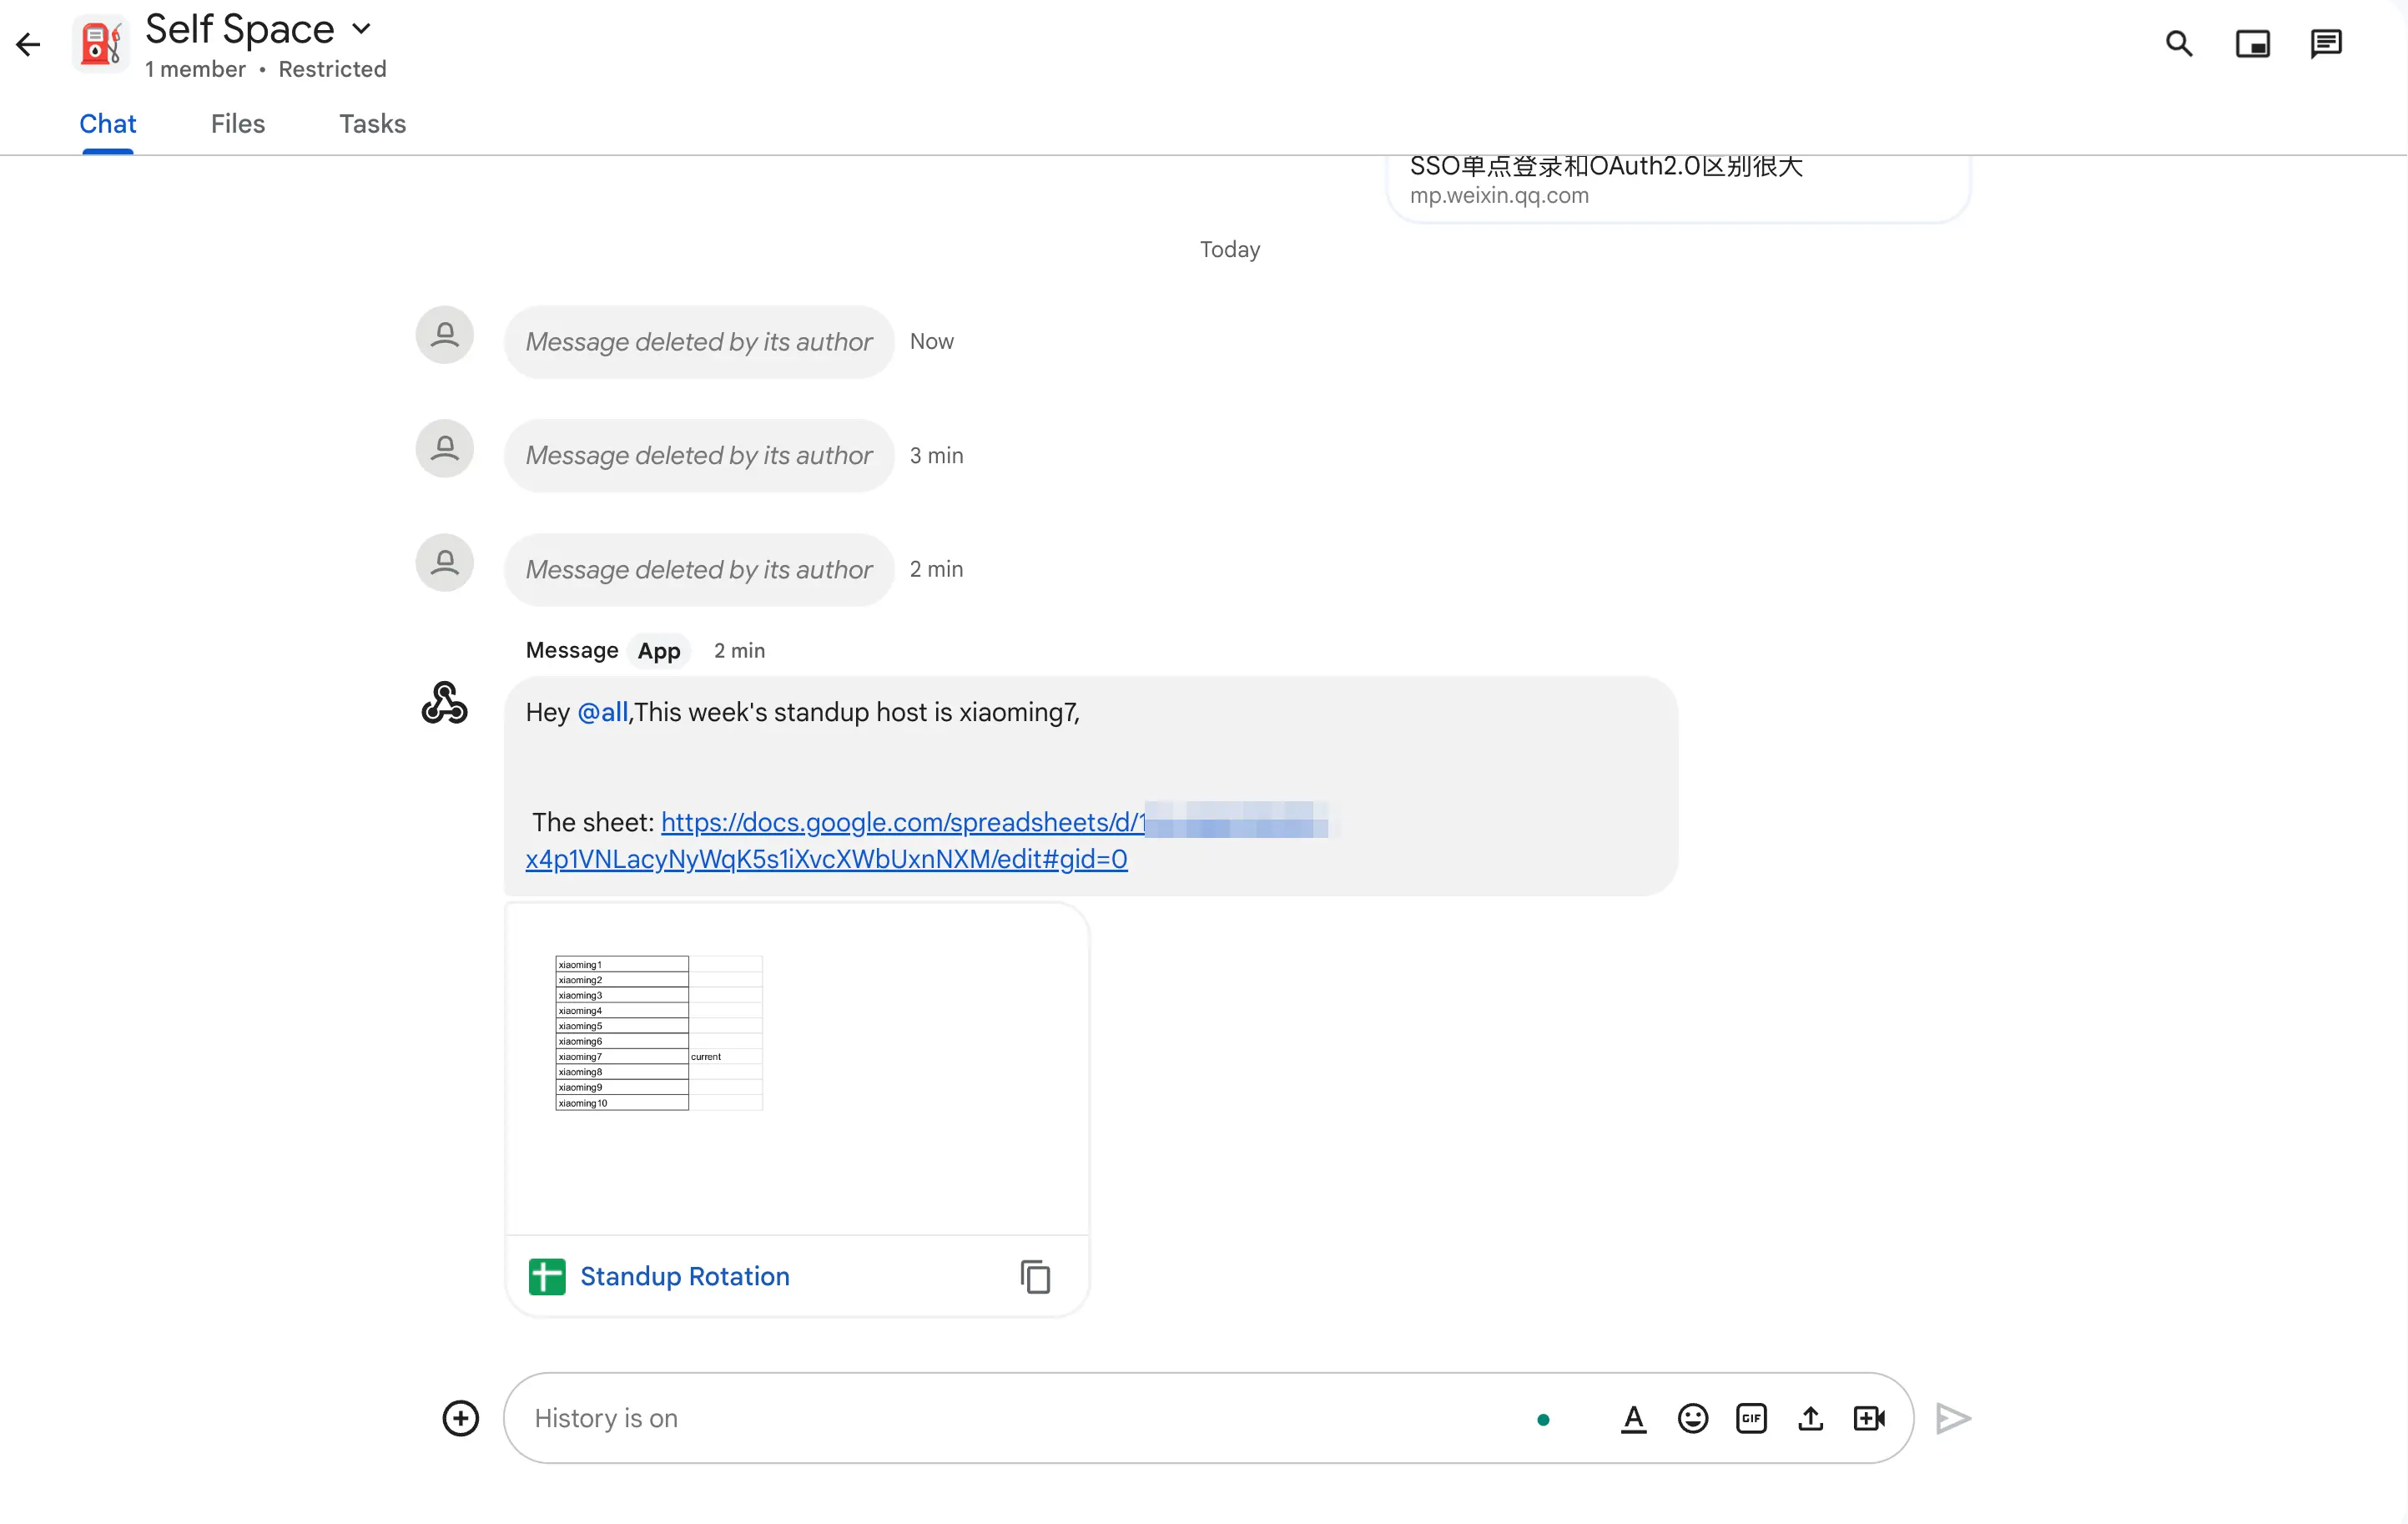 Self Space
1 member • Restricted
Chat Files Tasks
SSO单点登录和OAuth2.0区别很大
mp.weixin.qq.com
Today
Message deleted by its author Now
Message deleted by its author 3 min
Message deleted by its author 2 min
Message App 2 min
Hey @all,This week's standup host is xiaoming7,
The sheet: https://docs.google.com/spreadsheets/d/1
x4p1VNLacyNyWqK5s1iXvcXWbUxnNXM/edit#gid=0
xiaoming1
xiaoming2
xiaoming3
xiaoming4
xiaoming5
xiaoming6
xiaoming7 current
xiaoming8
xiaoming9
xiaoming10
Standup Rotation
History is on
A
GIF